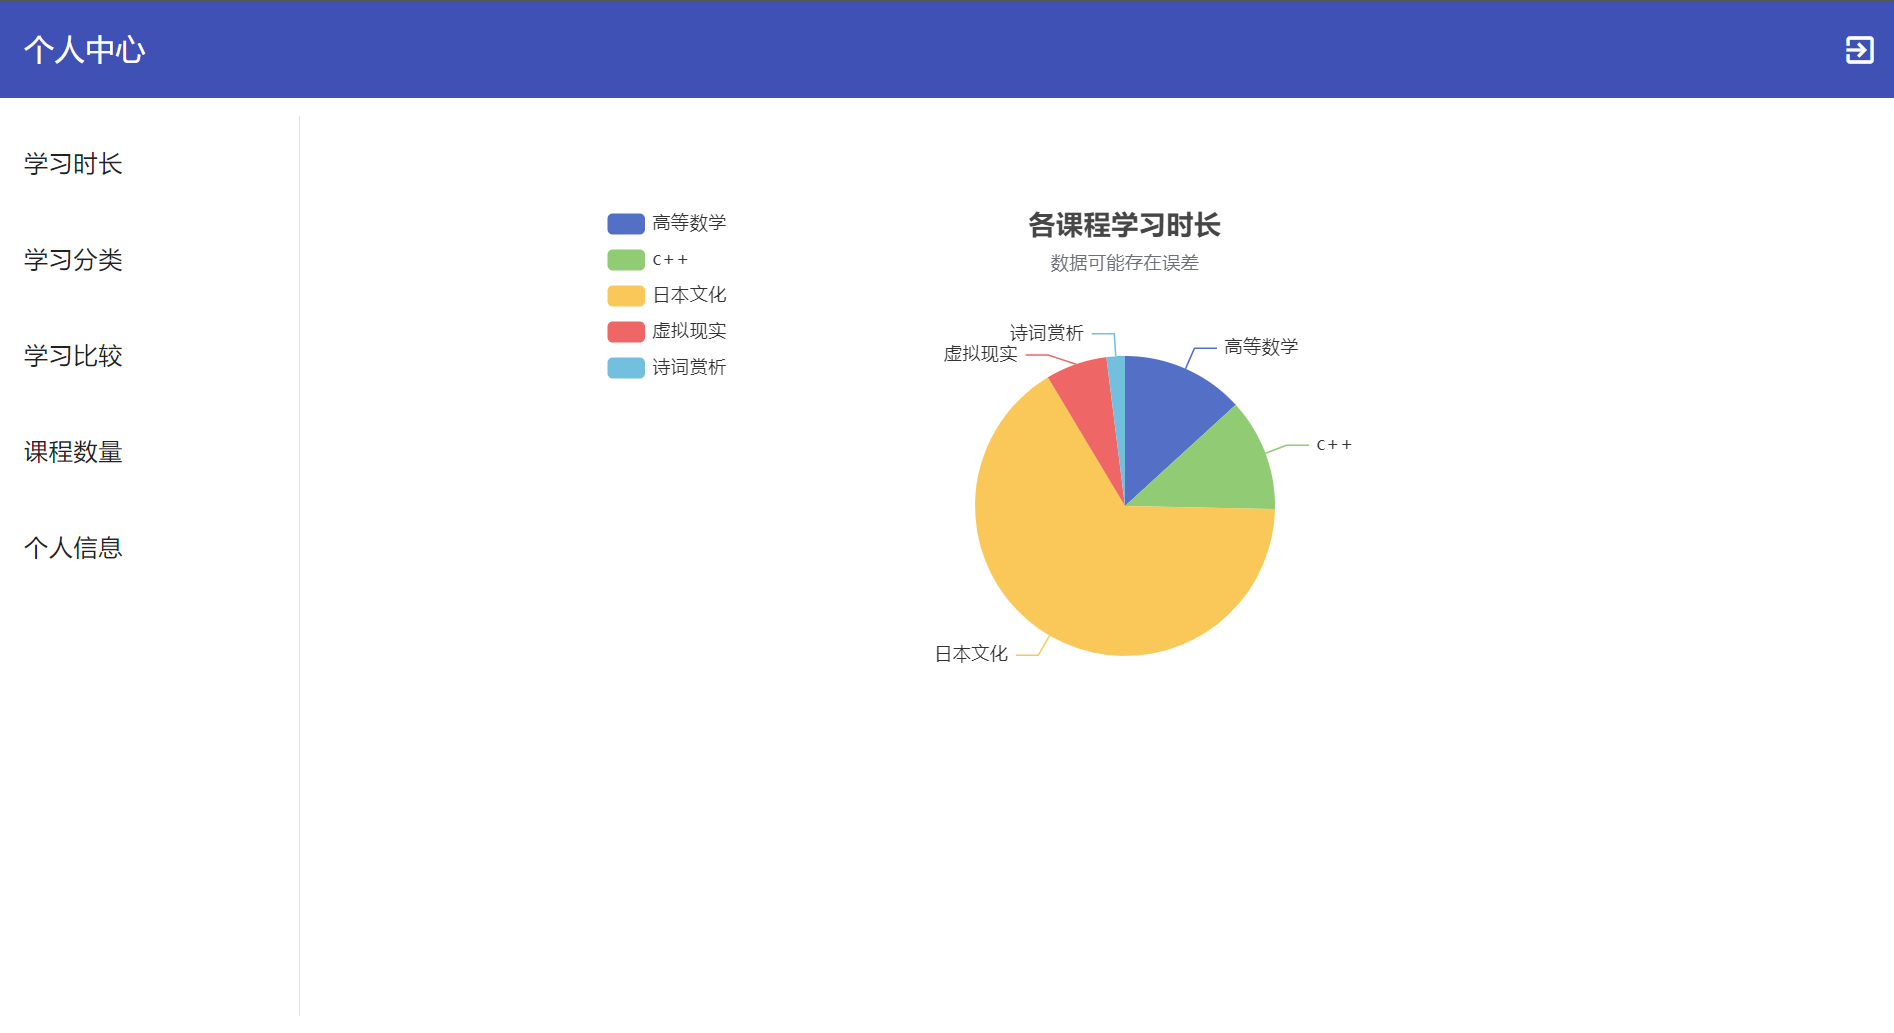 个人中心
学习时长
学习分类
学习比较
课程数量
个人信息
高等数学
c++
日本文化
虚拟现实
诗词赏析
各课程学习时长
数据可能存在误差
诗词赏析
高等数学
虚拟现实
c++
日本文化